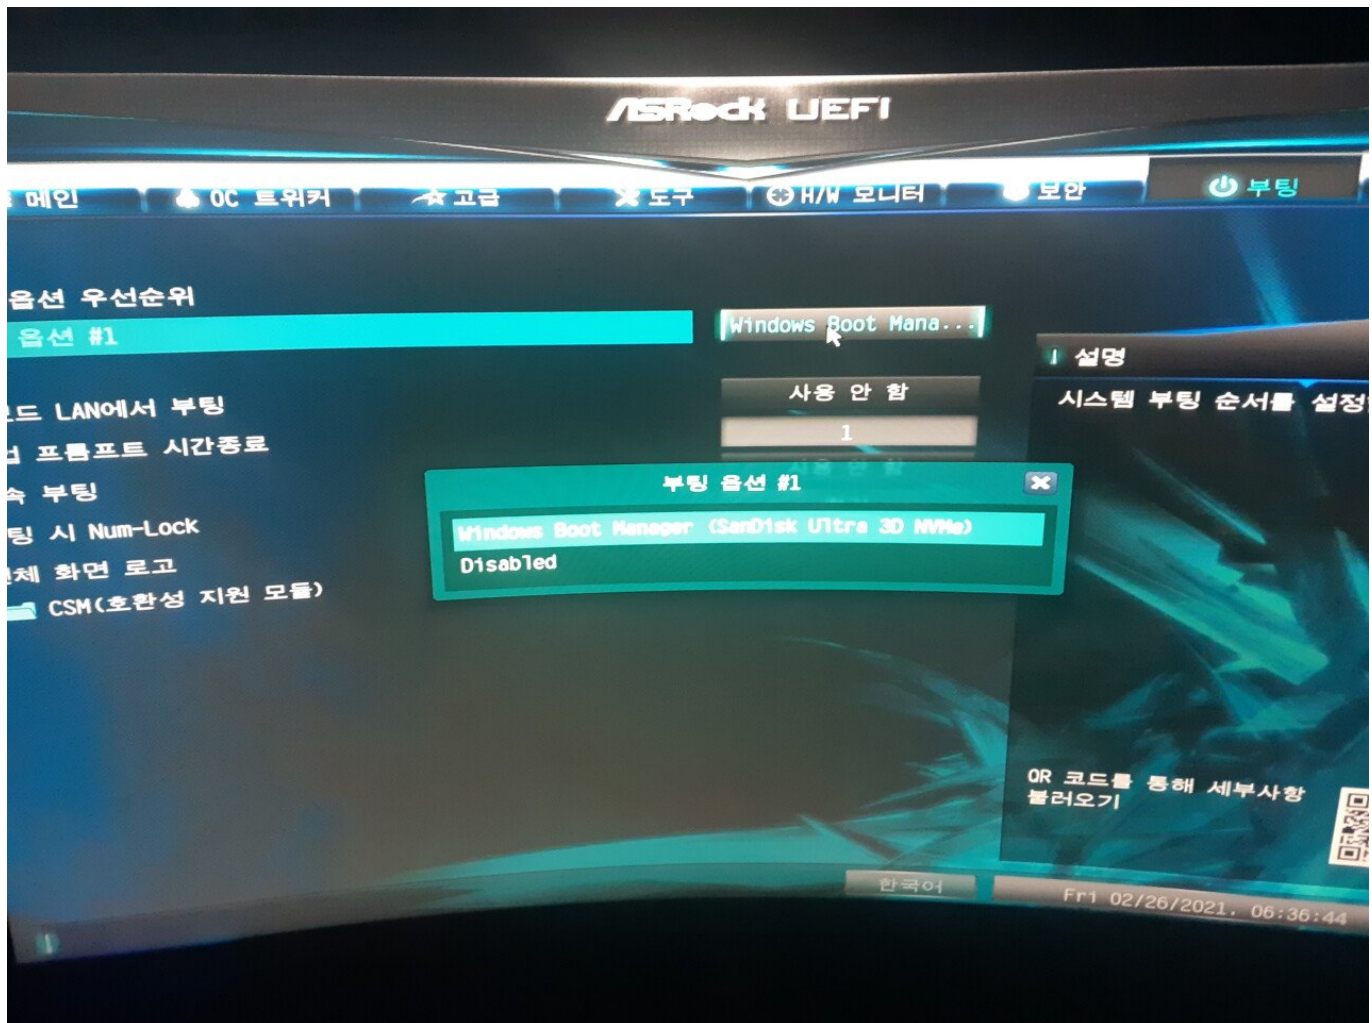 ASRock UEFI
메인
OC 트위커
고급
도구
H/W 모니터
보안
부팅
옵션 우선순위
옵션 #1
Windows Boot Mana...
설명
시스템 부팅 순서를 설정
LAN에서 부팅
사용 안 함
프롬프트 시간종료
1
부팅
사용 안 함
부팅 옵션 #1
Windows Boot Manager (SanDisk Ultra 3D NVMe)
Disabled
시 Num-Lock
화면 로고
CSM(호환성 지원 모듈)
QR 코드를 통해 세부사항
불러오기
한국어
Fri 02/26/2021, 06:36:44